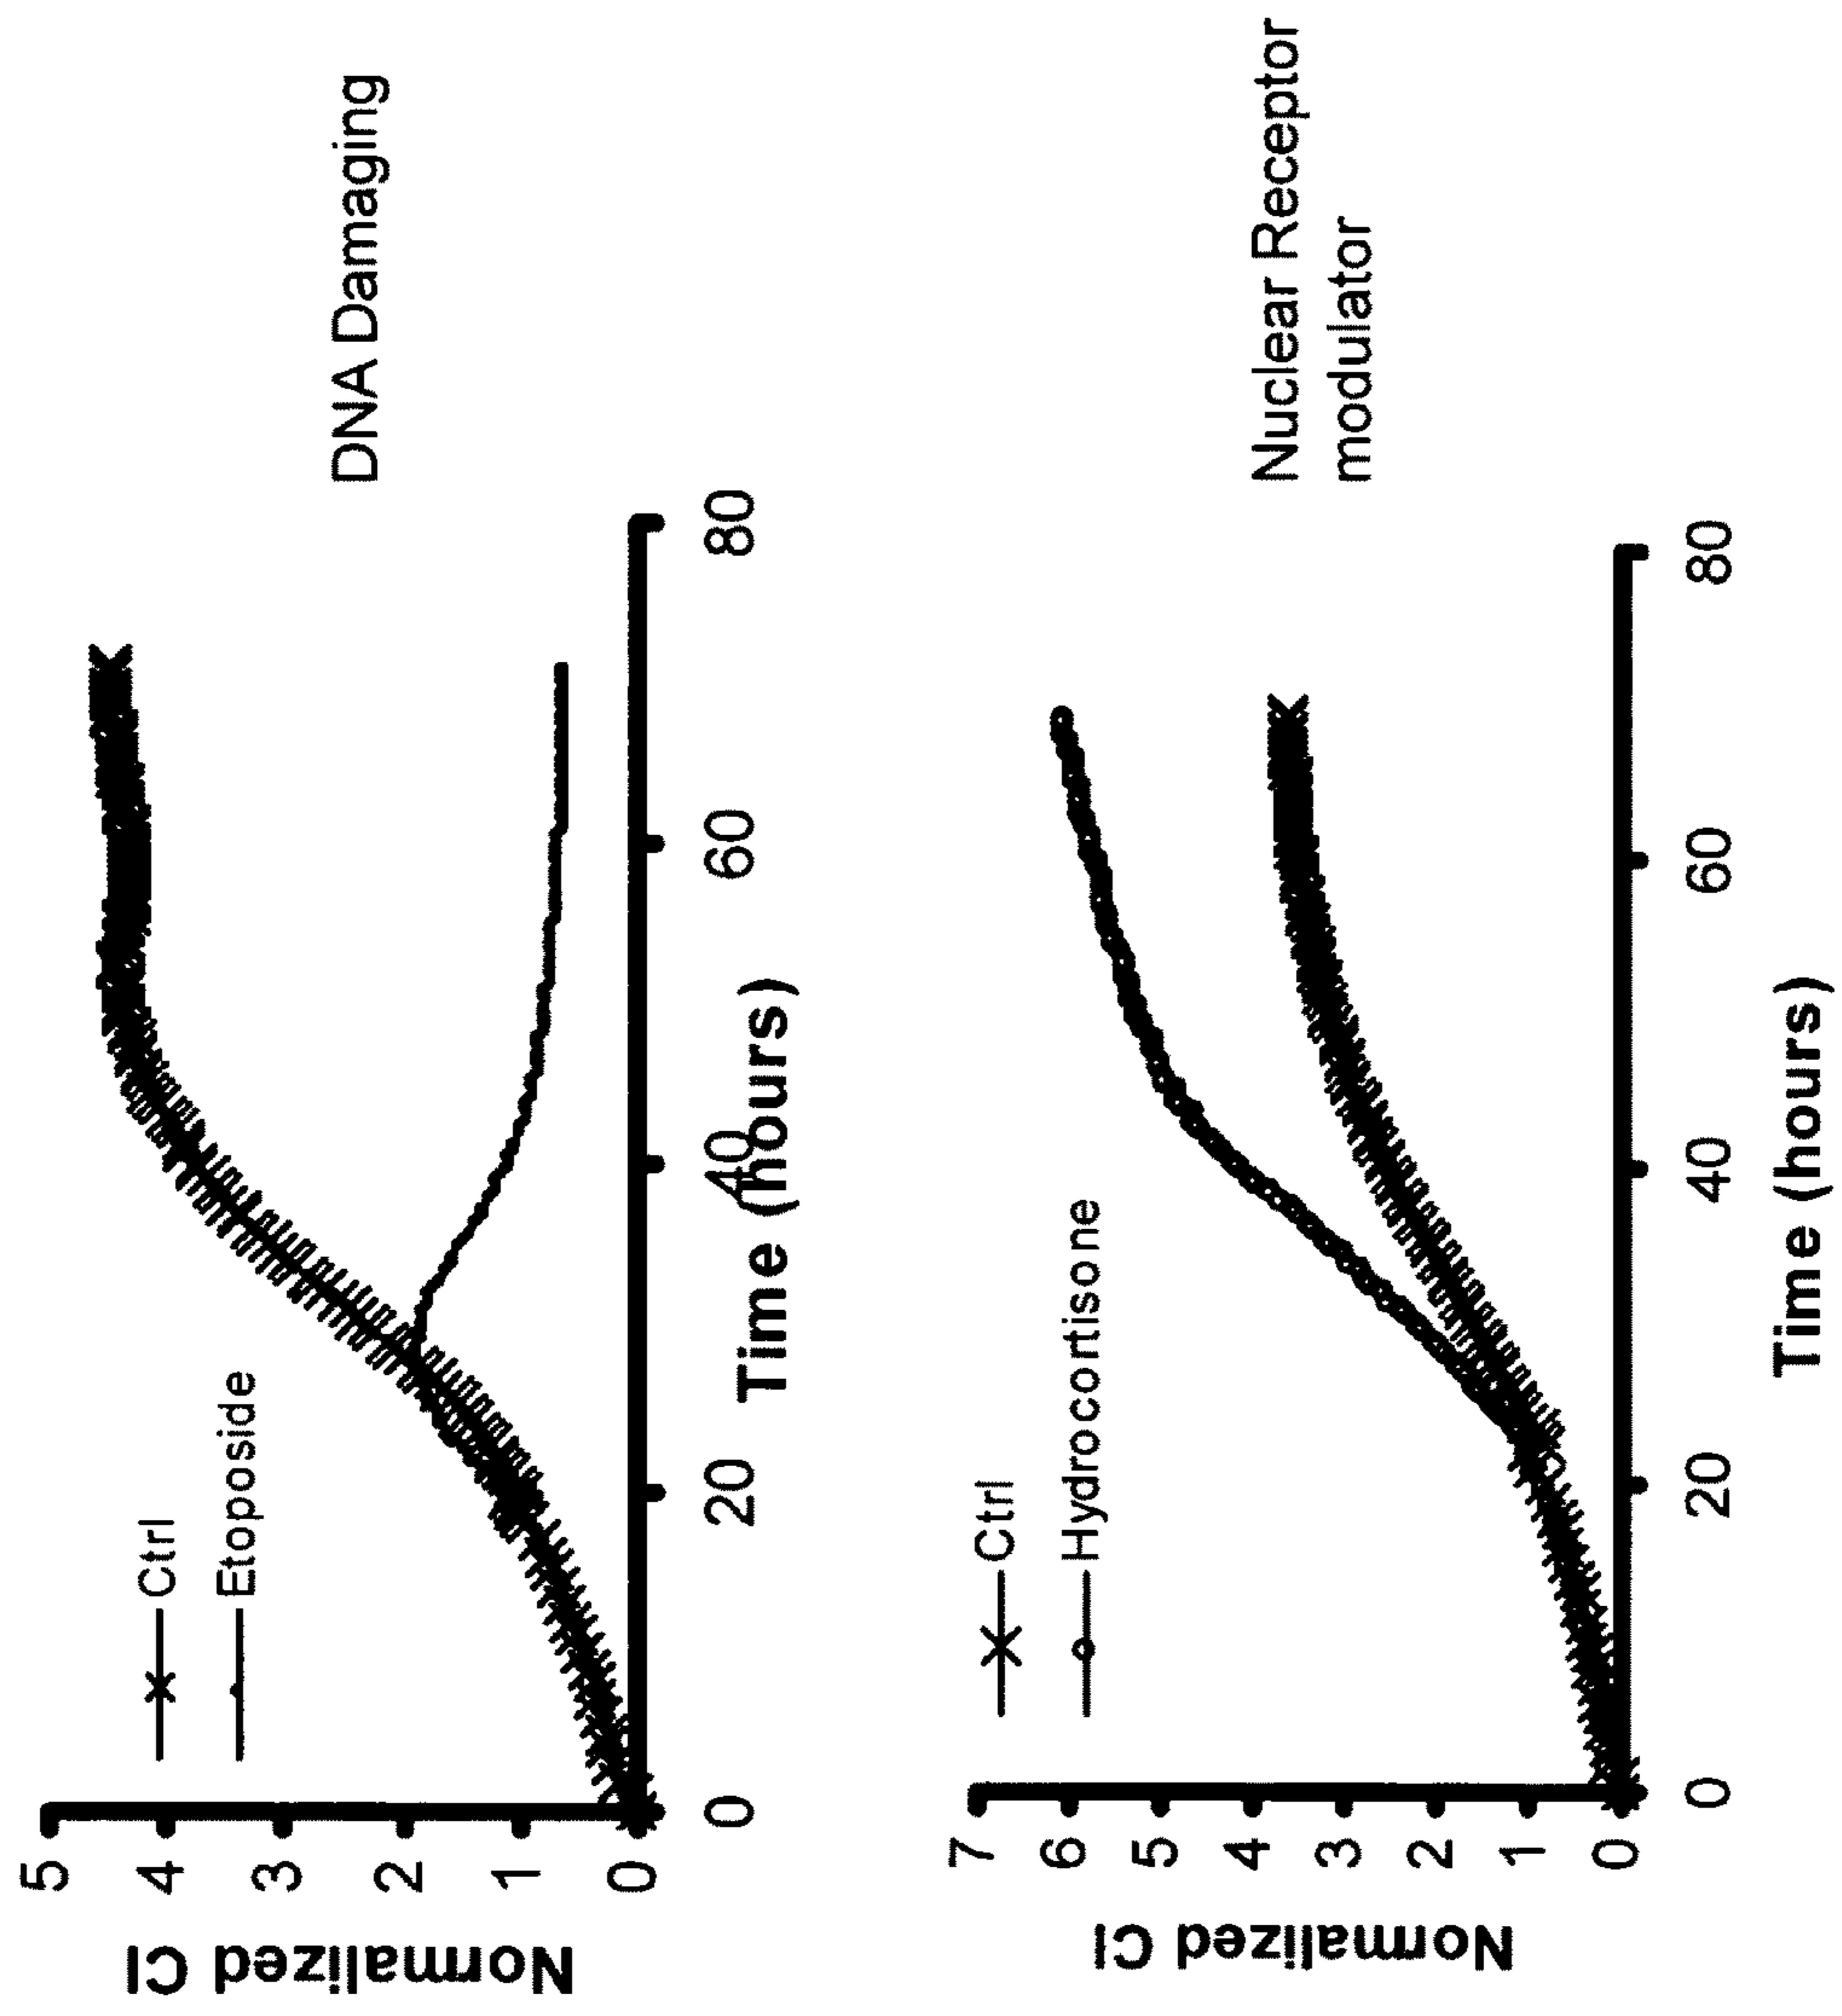 DNA Damaging
Ctrl
Etoposide
Normalized CI
5
4
3
2
1
0
0
20
40
60
80
Time (hours)
Nuclear Receptor
modulator
Ctrl
Hydrocortisone
Normalized CI
7
6
5
4
3
2
1
0
0
20
40
60
80
Time (hours)